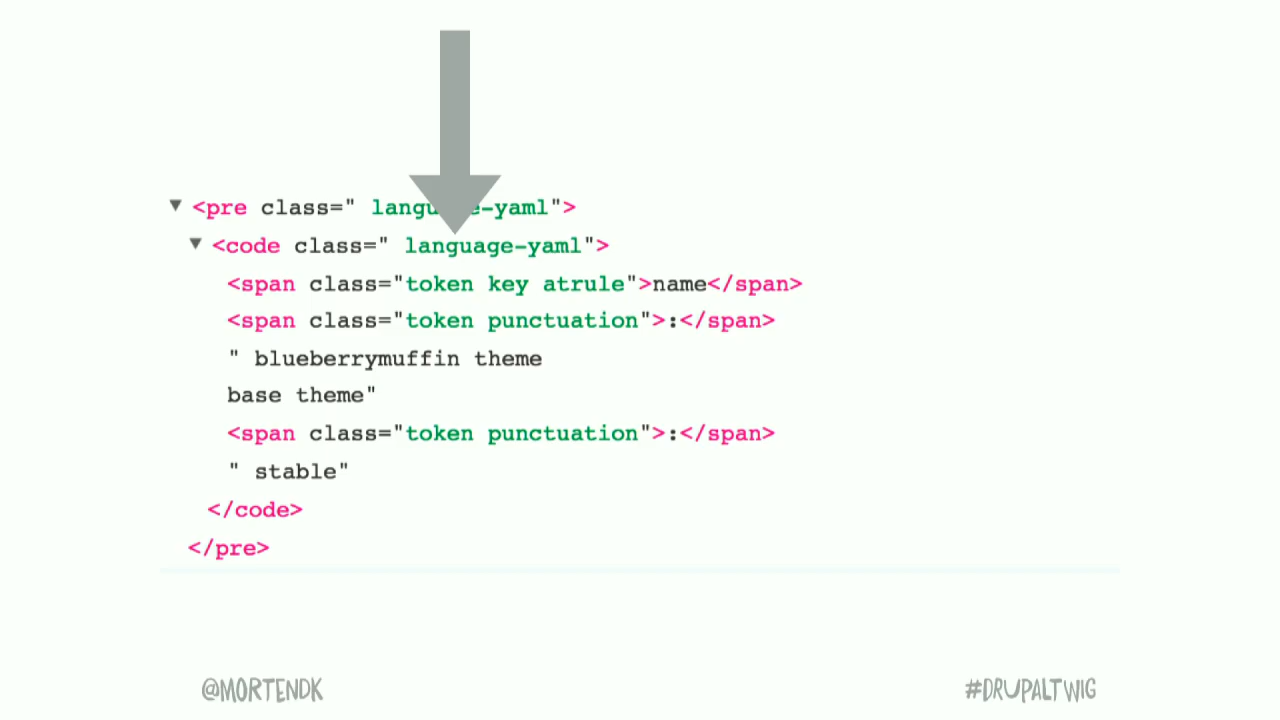 <pre class=" langu e-yaml">
<code class=" language-yaml">
<span class="token key atrule">name</span>
<span class="token punctuation">:</span>
" blueberrymuffin theme
base theme"
<span class="token punctuation">:</span>
" stable"
</code>
</pre>
@MORTENDK
#DRUPALTWIG